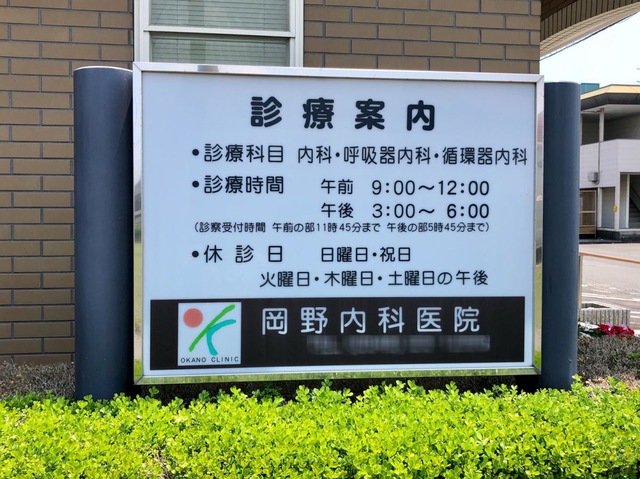 診療案内
・診療科目 内科・呼吸器内科・循環器内科
・診療時間 午前 9:00〜12:00
午後 3:00〜 6:00
(診察受付時間 午前の部11時45分まで 午後の部5時45分まで)
・休診日 日曜日・祝日
火曜日・木曜日・土曜日の午後
岡野内科医院
OKANO CLINIC